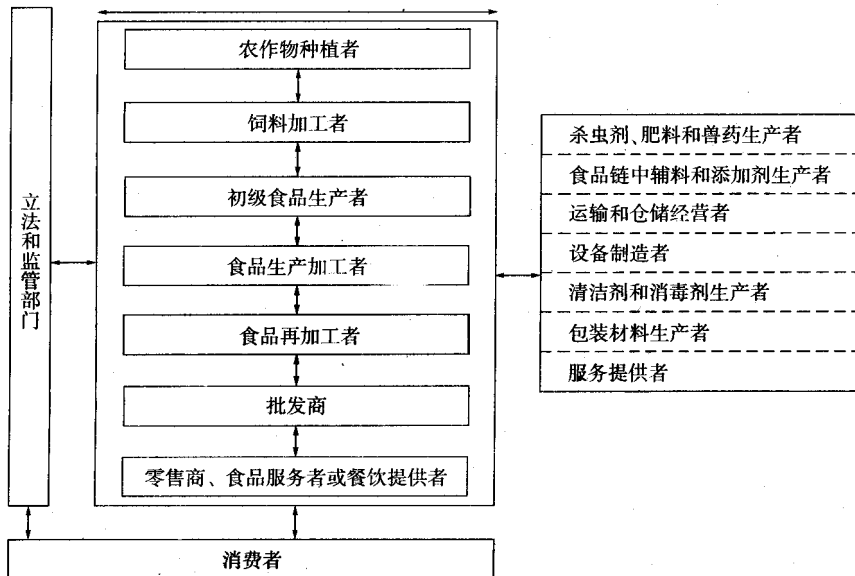 立法和监管部门
农作物种植者
饲料加工者
初级食品生产者
食品生产加工者
食品再加工者
批发商
零售商、食品服务者或餐饮提供者
杀虫剂、肥料和兽药生产者
食品链中辅料和添加剂生产者
运输和仓储经营者
设备制造者
清洁剂和消毒剂生产者
包装材料生产者
服务提供者
消费者